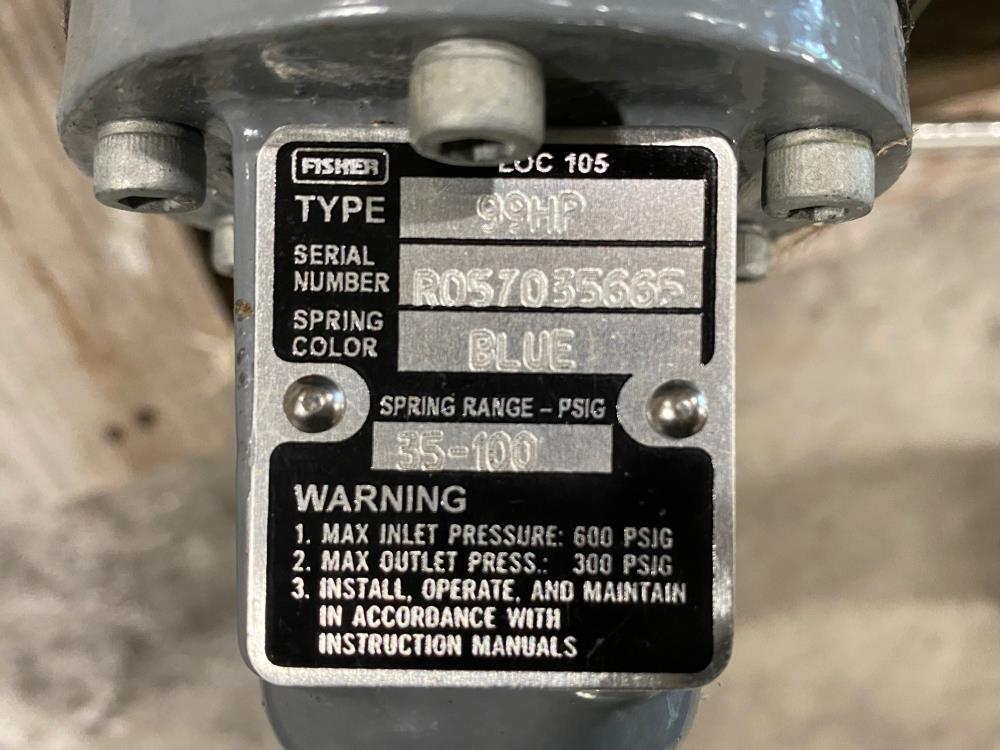 FISHER LOC 105
TYPE 99HP
SERIAL
NUMBER R057035665
SPRING
COLOR BLUE
SPRING RANGE - PSIG
35-100
WARNING
1. MAX INLET PRESSURE: 600 PSIG
2. MAX OUTLET PRESS.: 300 PSIG
3. INSTALL, OPERATE, AND MAINTAIN
IN ACCORDANCE WITH
INSTRUCTION MANUALS